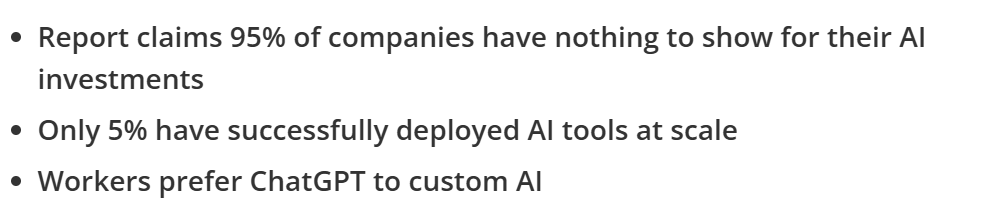 • Report claims 95% of companies have nothing to show for their AI
investments
• Only 5% have successfully deployed AI tools at scale
• Workers prefer ChatGPT to custom AI